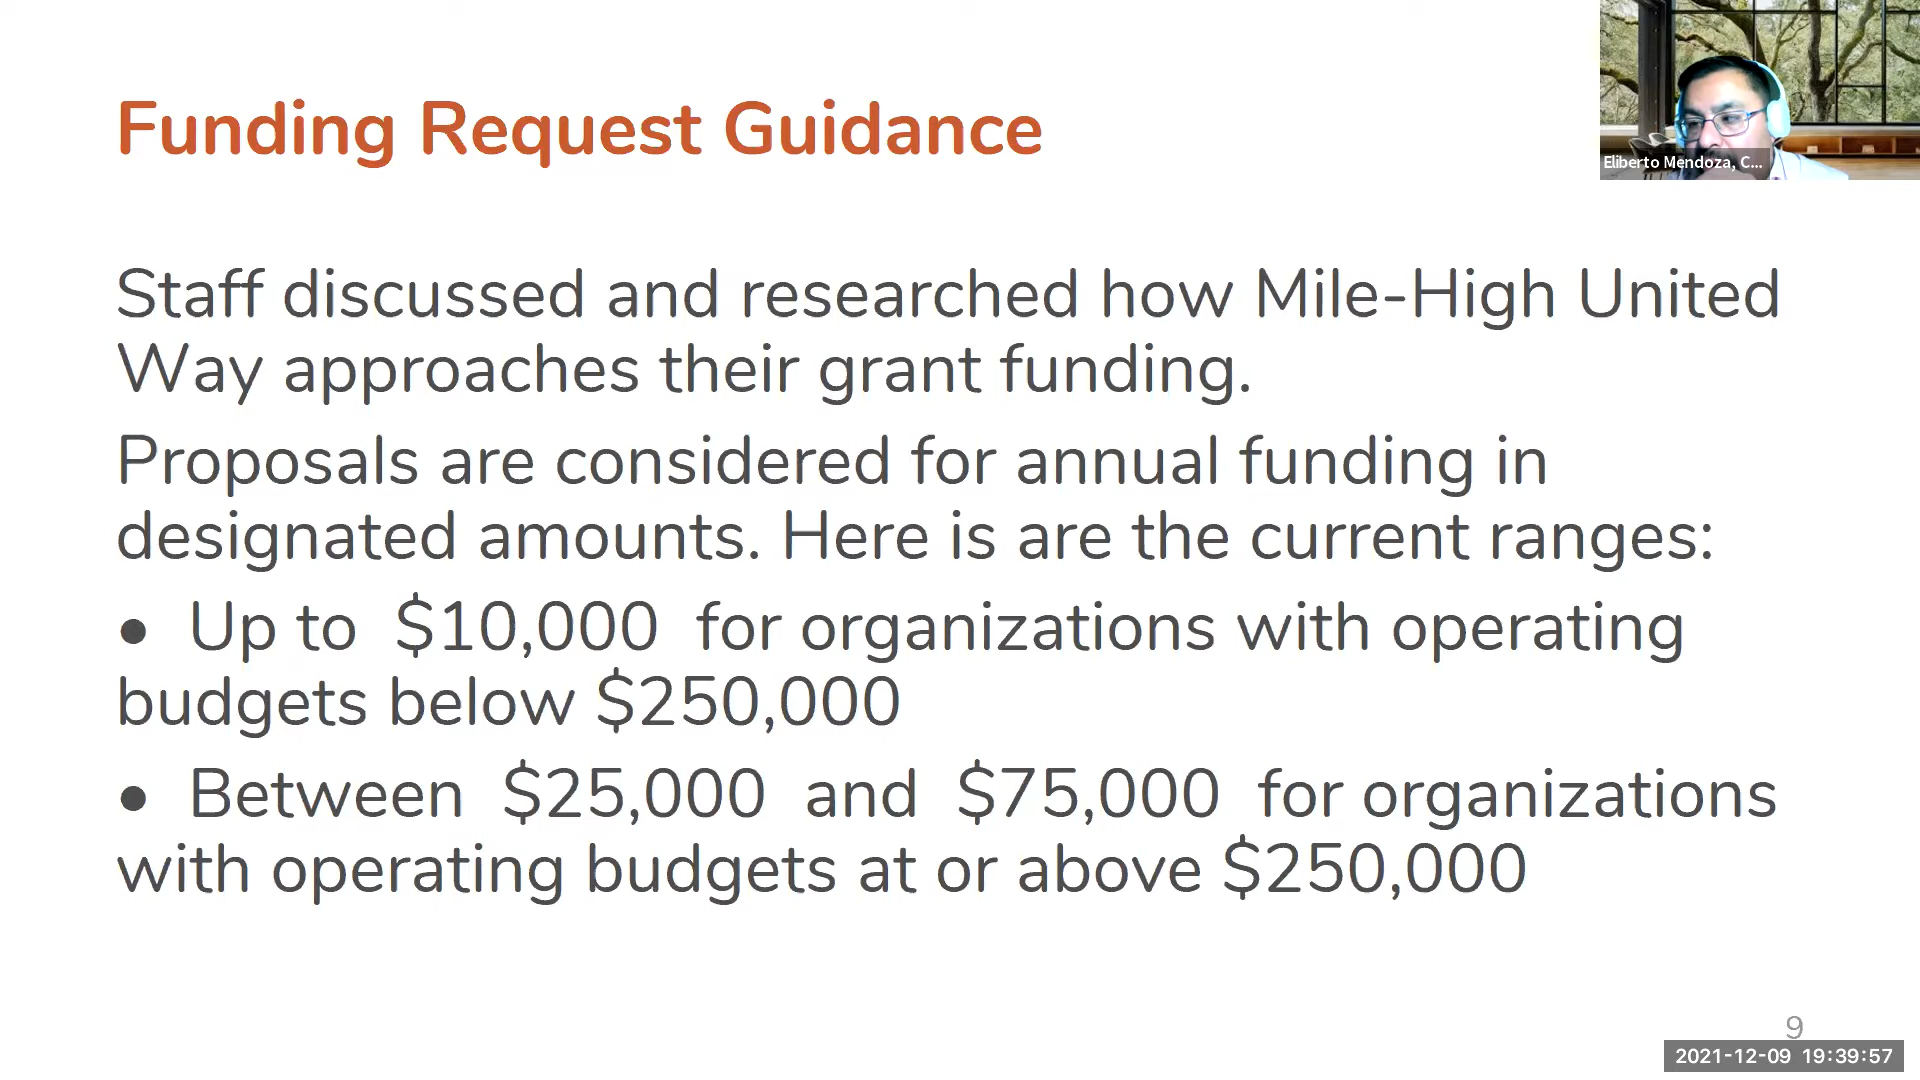 Funding Request Guidance
Eliberto Mendoza, C...
Staff discussed and researched how Mile-High United
Way approaches their grant funding.
Proposals are considered for annual funding in
designated amounts. Here is are the current ranges:
● Up to $10,000 for organizations with operating
budgets below $250,000
● Between $25,000 and $75,000 for organizations
with operating budgets at or above $250,000
9
2021-12-09 19:39:57